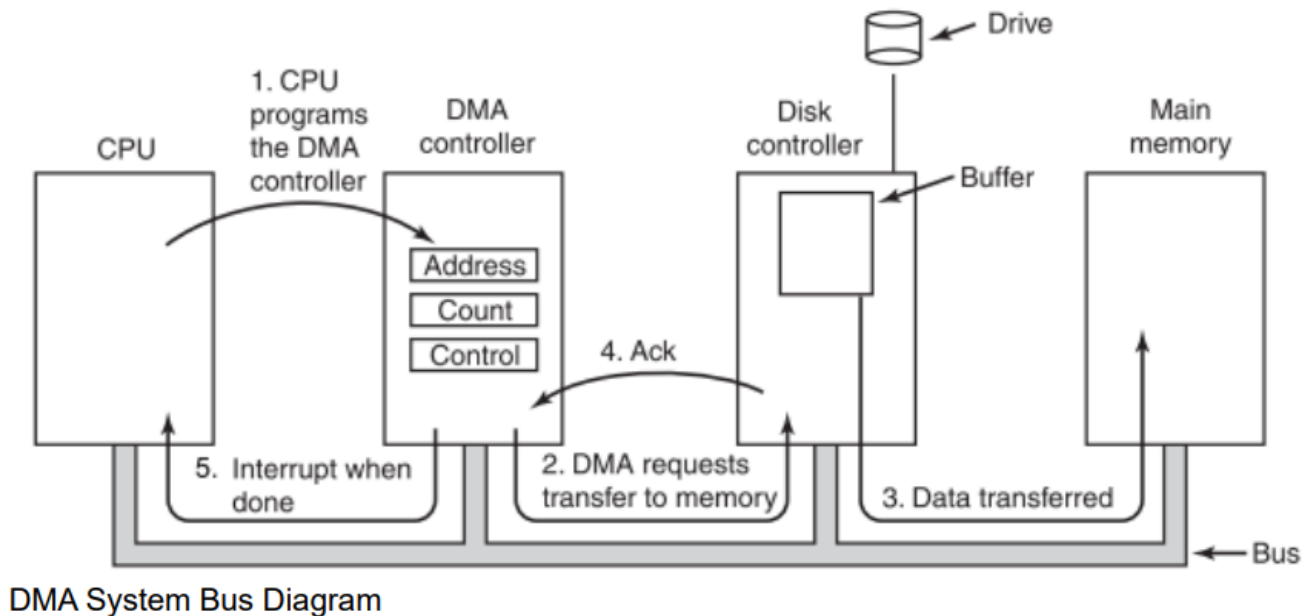 Drive
1. CPU
programs
the DMA
controller
CPU
DMA
controller
Disk
controller
Main
memory
Buffer
Address
Count
Control
4. Ack
5. Interrupt when
done
2. DMA requests
transfer to memory
3. Data transferred
Bus
DMA System Bus Diagram